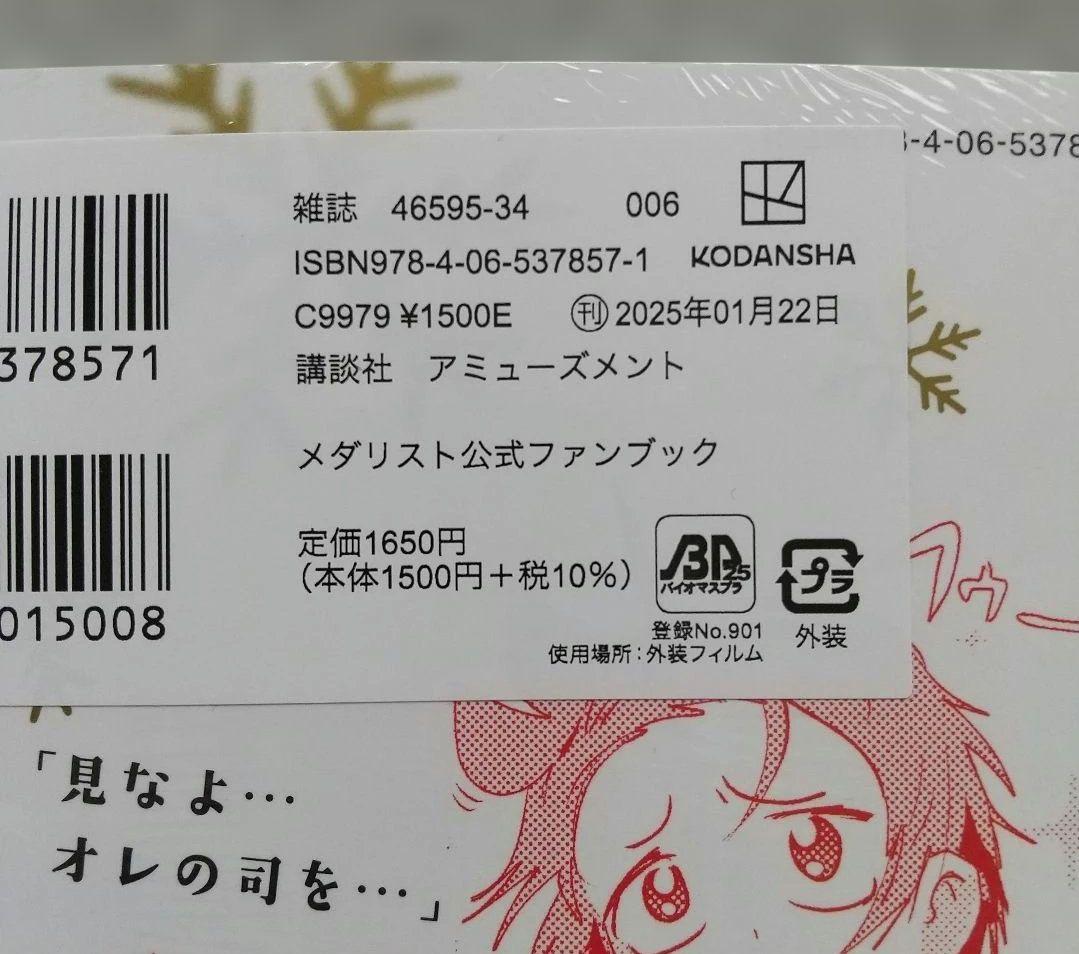 -4-06-5378
雑誌 46595-34 006
ISBN978-4-06-537857-1 KODANSHA
C9979 ¥1500E ㊞2025年01月22日
講談社 アミューズメント
378571
メダリスト公式ファンブック
定価1650円
(本体1500円+税10%)
バイオマスプラ 25
プラ
015008
登録No.901
使用場所:外装フィルム
外装
フゥー
「見なよ…
オレの司を…」